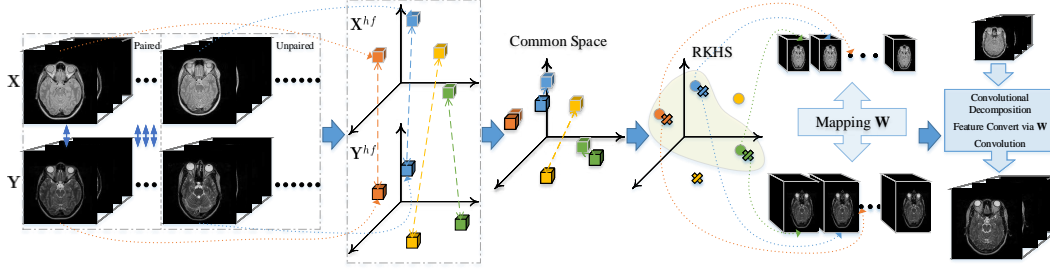 Paired
Unpaired
X
Y
X^{hf}
Y^{hf}
Common Space
RKHS
Mapping W
Convolutional
Decomposition
Feature Convert via W
Convolution